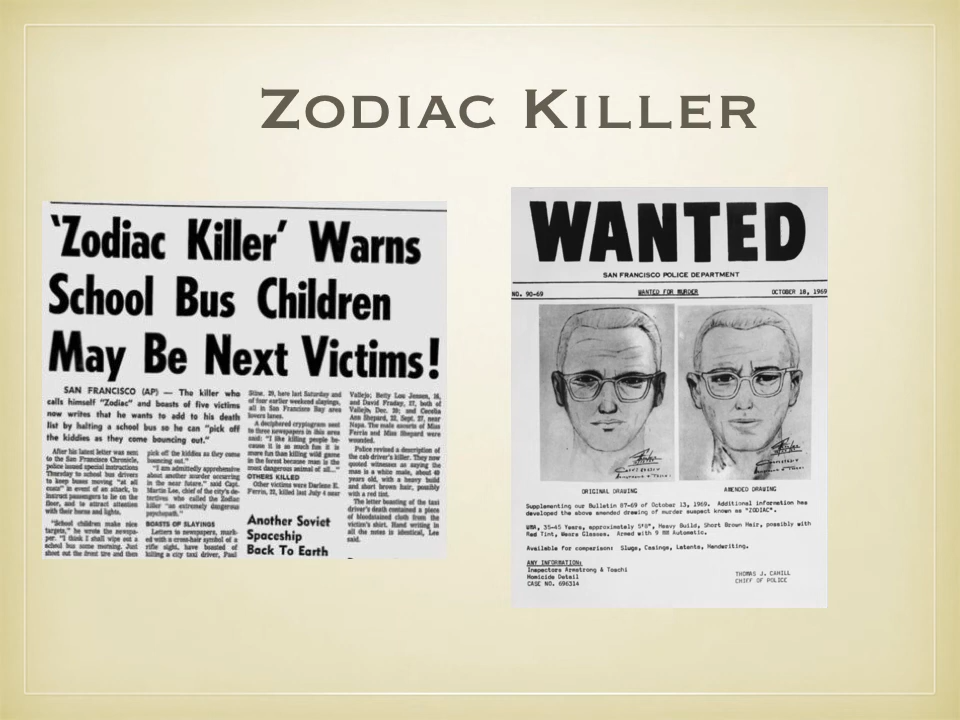 ZODIAC KILLER
'Zodiac Killer' Warns
School Bus Children
May Be Next Victims!
SAN FRANCISCO (AP) — The killer who
calls himself "Zodiac" and boasts of five victims
now writes that he wants to add to his death
list by halting a school bus so he can "pick off
the kiddies as they come bouncing out."
After his latest letter was sent
to the San Francisco Chronicle,
police issued special instructions
Thursday to school bus drivers
to keep buses moving "at all
costs" in event of an attack, to
instruct passengers to lie on the
floor, and to attract attention
with their horns and lights.
"School children make nice
targets," he wrote the newspa-
per. "I think I shall wipe out a
school bus some morning. Just
shoot out the front tire and then
pick off the kiddies as they come
bouncing out."
"I am admittedly apprehensive
about another murder occurring
in the near future," said Capt.
Martin Lee, chief of the city's de-
tectives who called the Zodiac
killer "an extremely dangerous
psychopath."
BOASTS OF SLAYINGS
Letters to newspapers, mark-
ed with a cross-hair symbol of a
rifle sight, have boasted of
killing a city taxi driver, Paul
Stine, 29, here last Saturday and
of four earlier weekend slayings,
all in San Francisco Bay area
lovers lanes.
A deciphered cryptogram sent
to three newspapers in this area
said: "I like killing people be-
cause it is so much fun it is
more fun than killing wild game
in the forest because man is the
most dangerous animal of all..."
OTHERS KILLED
Other victims were Darlene E.
Ferrin, 22, killed last July 4 near
Another Soviet
Spaceship
Back To Earth
Vallejo; Betty Lou Jensen, 16,
and David Faraday, 17, both of
Vallejo, Dec. 20; and Cecelia
Ann Shepard, 22, Sept. 27, near
Napa. The male escorts of Miss
Ferrin and Miss Shepard were
wounded.
Police revised a description of
the cab driver's killer. They now
quoted witnesses as saying the
man is a white male, about 40
years old, with a heavy build
and short brown hair, possibly
with a red tint.
The letter boasting of the taxi
driver's death contained a piece
of bloodstained cloth from the
victim's shirt. Hand writing in
all the notes is identical, Lee
said.
WANTED
SAN FRANCISCO POLICE DEPARTMENT
NO. 90-69 WANTED FOR MURDER OCTOBER 18, 1969
ORIGINAL DRAWING AMENDED DRAWING
Supplementing our Bulletin 87-69 of October 13, 1969. Additional information has
developed the above amended drawing of murder suspect known as "ZODIAC".
WMA, 35-45 Years, approximately 5'8", Heavy Build, Short Brown Hair, possibly with
Red Tint, Wears Glasses. Armed with 9 MM Automatic.
Available for comparison: Slugs, Casings, Latents, Handwriting.
ANY INFORMATION:
Inspectors Armstrong & Toschi
Homicide Detail
CASE NO. 696314
THOMAS J. CAHILL
CHIEF OF POLICE